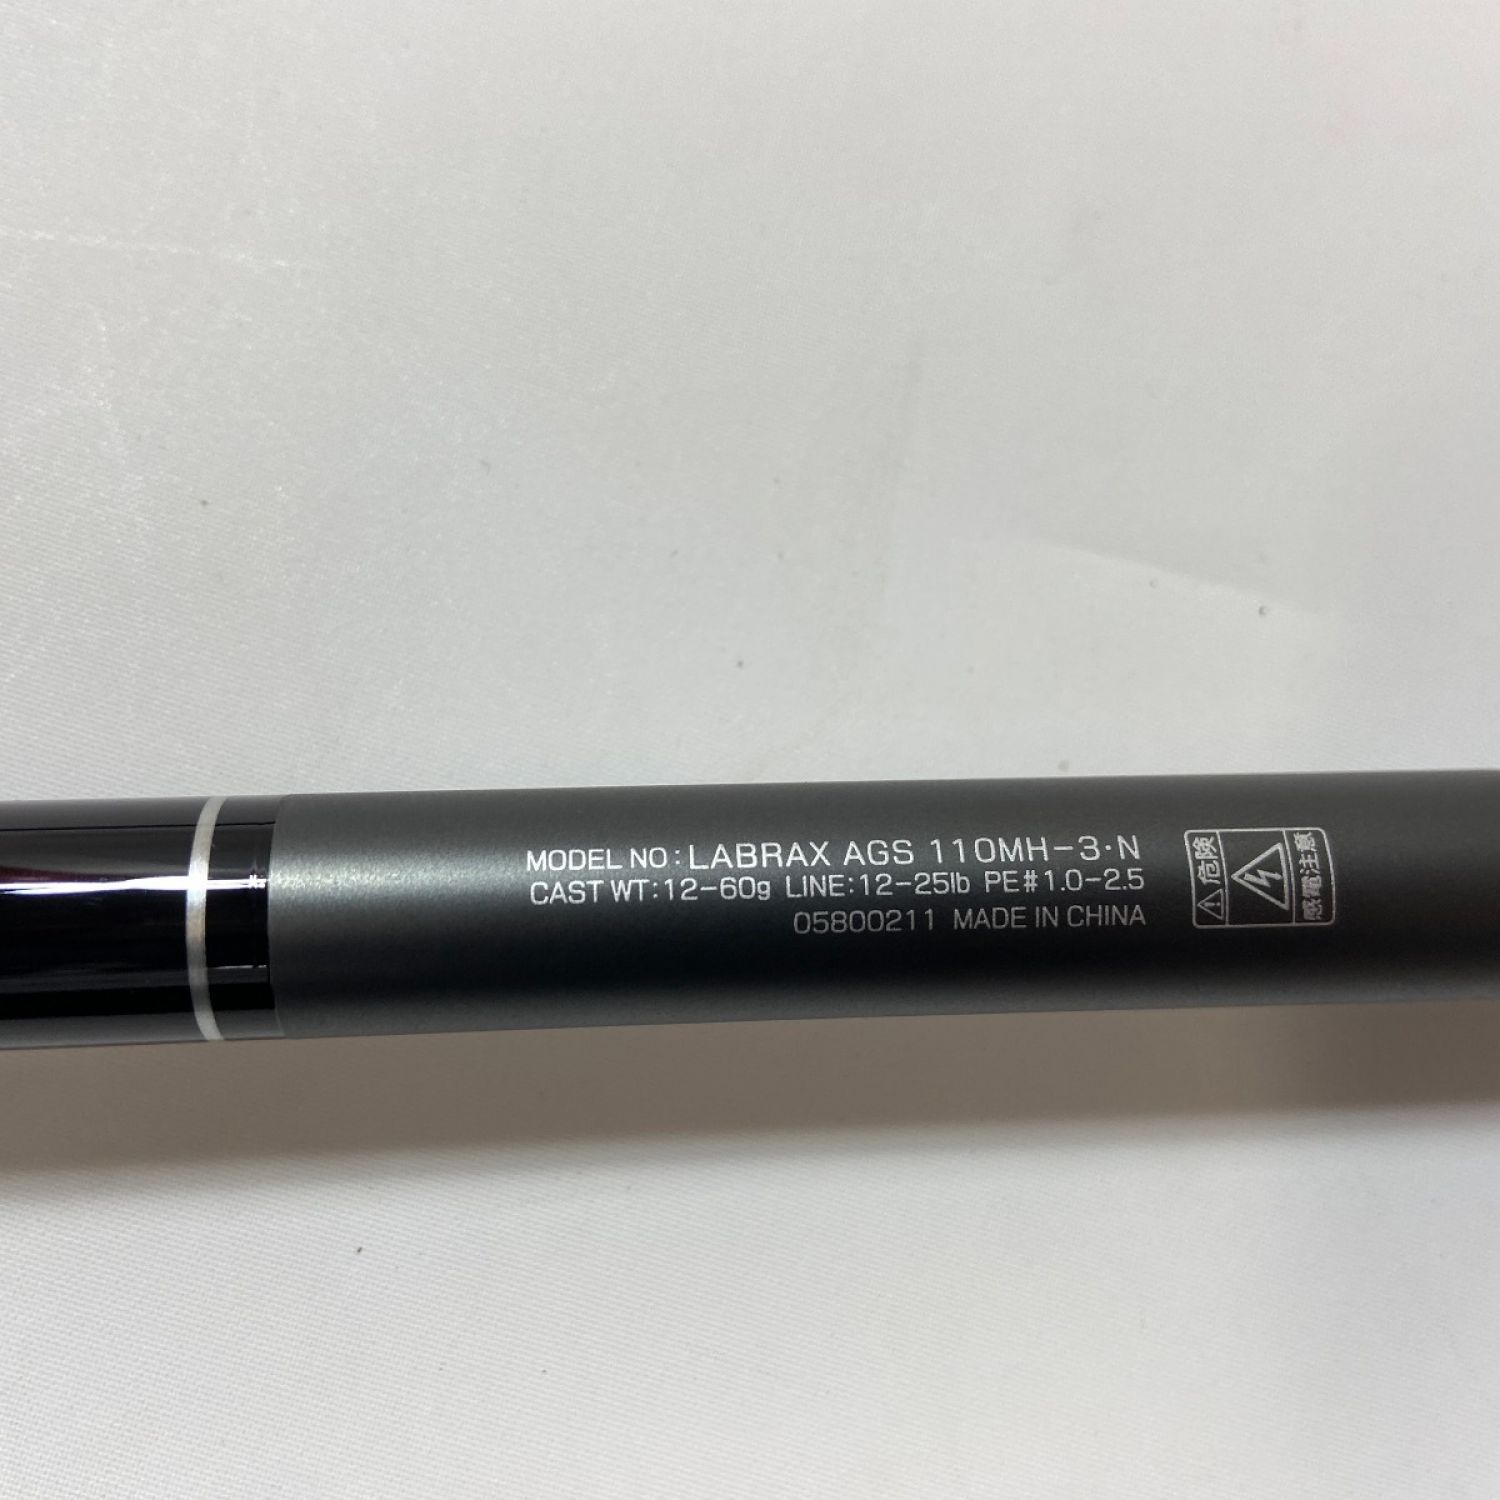 MODEL NO:LABRAX AGS 110MH-3・N
CAST WT:12-60g LINE:12-25lb PE#1.0-2.5
05800211 MADE IN CHINA
危険
感電注意